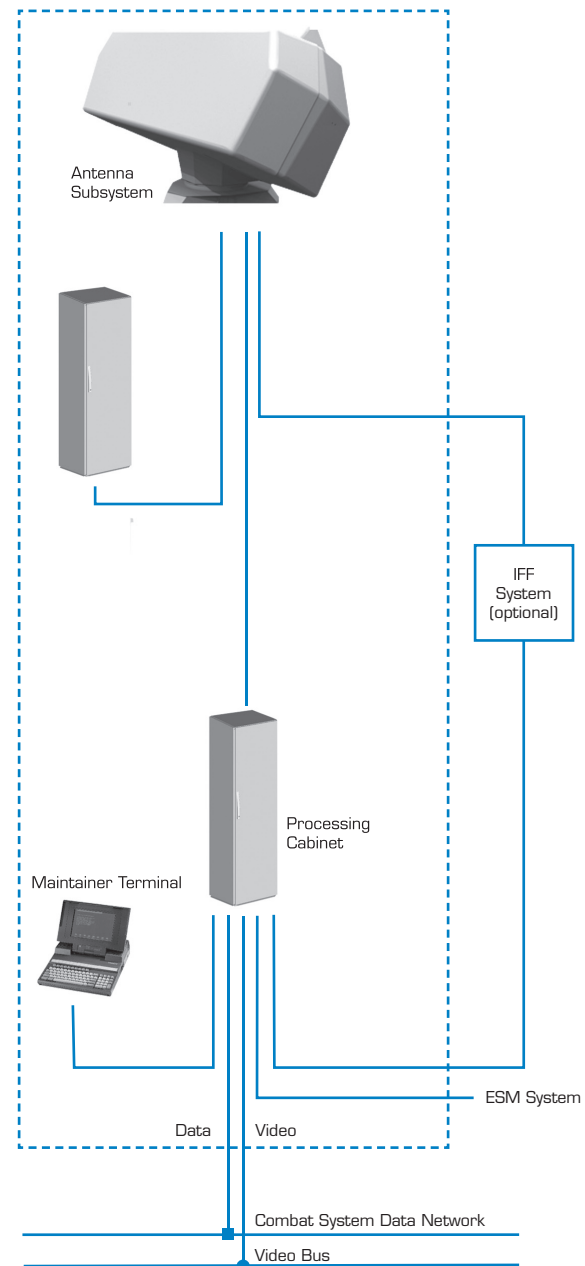 Antenna
Subsystem
IFF
System
(optional)
Processing
Cabinet
Maintainer Terminal
ESM System
Data
Video
Combat System Data Network
Video Bus